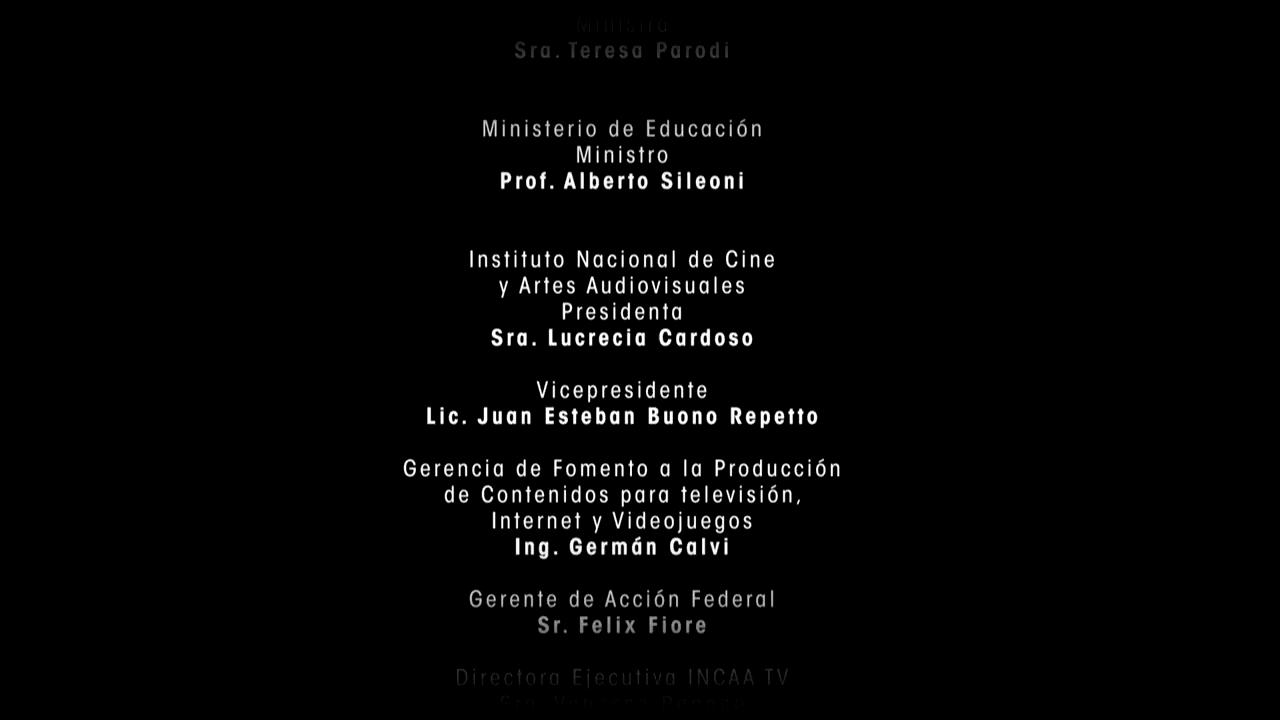 Ministra
Sra. Teresa Parodi
Ministerio de Educación
Ministro
Prof. Alberto Sileoni
Instituto Nacional de Cine
y Artes Audiovisuales
Presidenta
Sra. Lucrecia Cardoso
Vicepresidente
Lic. Juan Esteban Buono Repetto
Gerencia de Fomento a la Producción
de Contenidos para televisión,
Internet y Videojuegos
Ing. Germán Calvi
Gerente de Acción Federal
Sr. Felix Fiore
Directora Ejecutiva INCAA TV